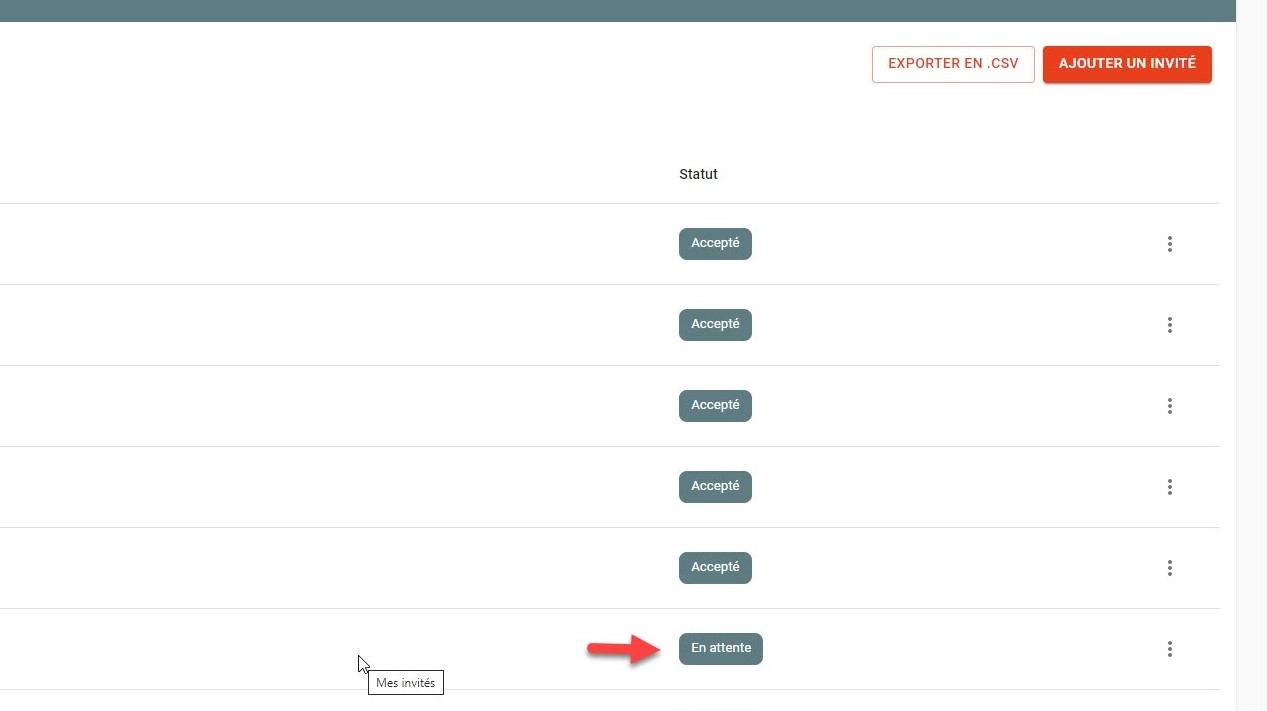 EXPORTER EN .CSV
AJOUTER UN INVITÉ
Statut
Accepté
Accepté
Accepté
Accepté
Accepté
En attente
Mes invités